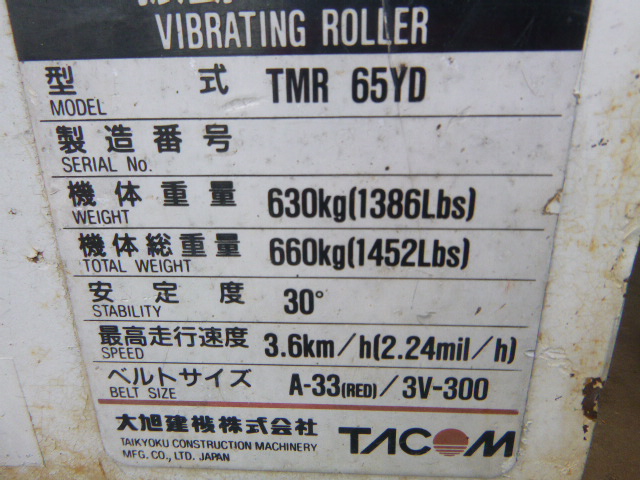 VIBRATING ROLLER
型式 TMR 65YD
MODEL
製造番号
SERIAL No.
機体重量 630kg(1386Lbs)
WEIGHT
機体総重量 660kg(1452Lbs)
TOTAL WEIGHT
安定度 30°
STABILITY
最高走行速度 3.6km/h(2.24mil/h)
SPEED
ベルトサイズ A-33(RED)/3V-300
BELT SIZE
大旭建機株式会社 TACOM
TAIKYOKU CONSTRUCTION MACHINERY
MFG. CO., LTD. JAPAN